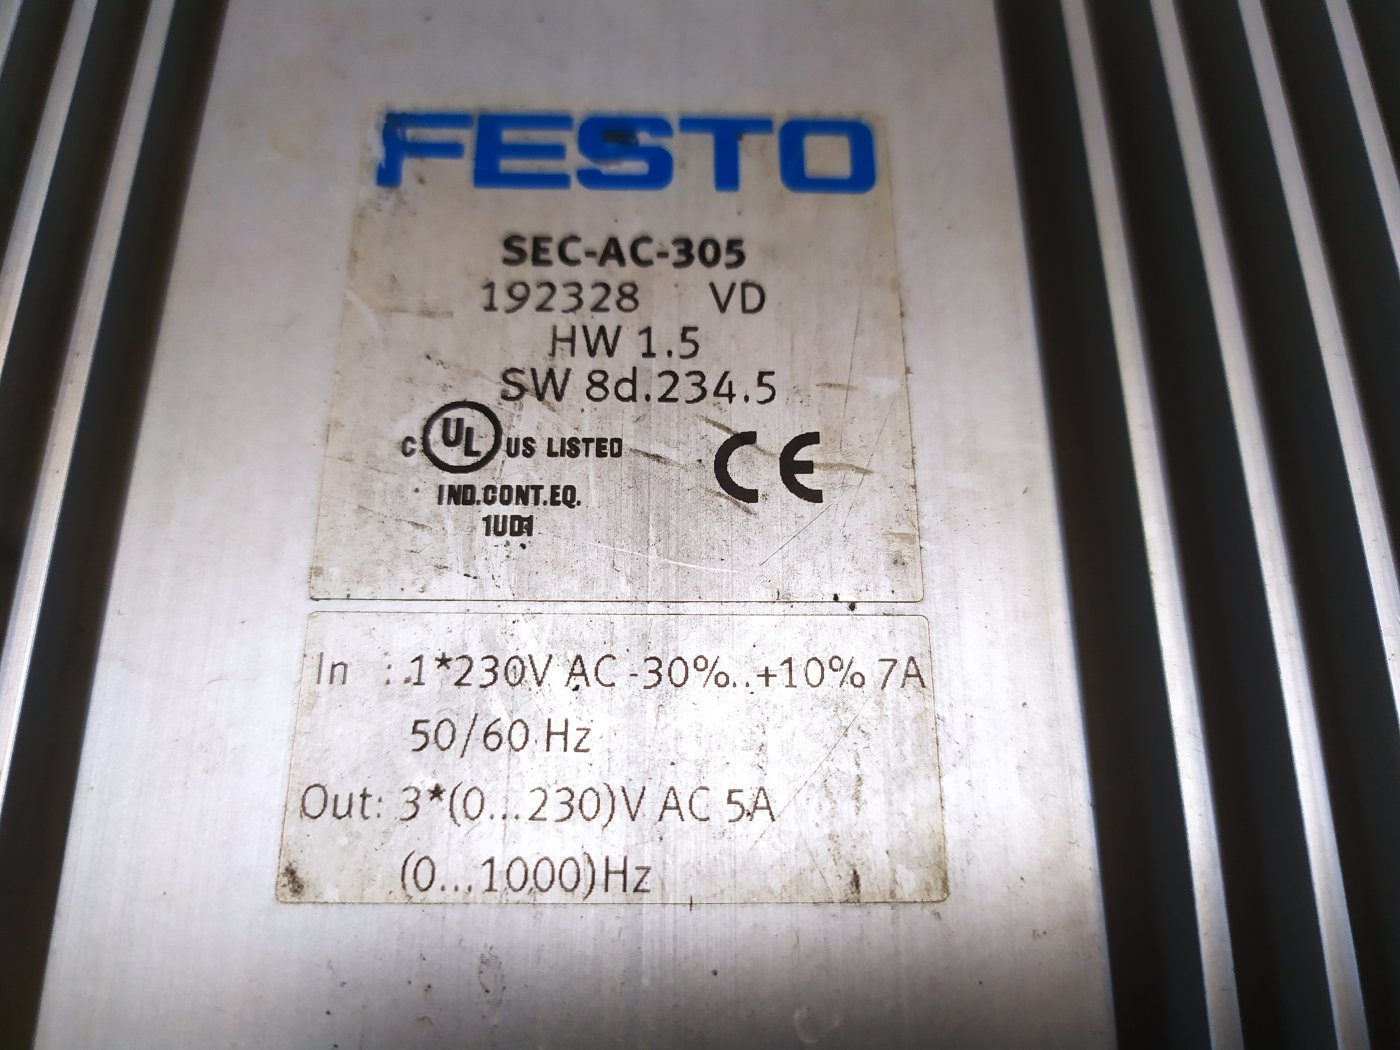 FESTO
SEC-AC-305
192328 VD
HW 1.5
SW 8d.234.5
C UL US LISTED
CE
IND.CONT.EQ.
1UD1
In : 1*230V AC -30%..+10% 7A
50/60 Hz
Out: 3*(0...230)V AC 5A
(0...1000)Hz